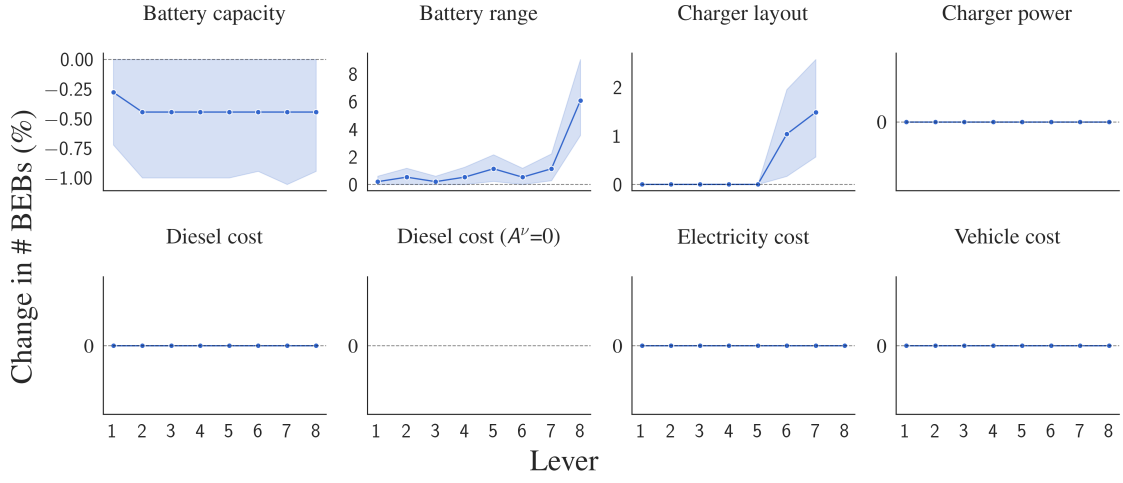 Battery capacity
Battery range
Charger layout
Charger power
0.00
−0.25
−0.50
−0.75
−1.00
8
6
4
2
0
2
1
0
0
Change in # BEBs (%)
Diesel cost
Diesel cost (A^ν=0)
Electricity cost
Vehicle cost
0
0
0
0
1 2 3 4 5 6 7 8
1 2 3 4 5 6 7 8
1 2 3 4 5 6 7 8
1 2 3 4 5 6 7 8
Lever